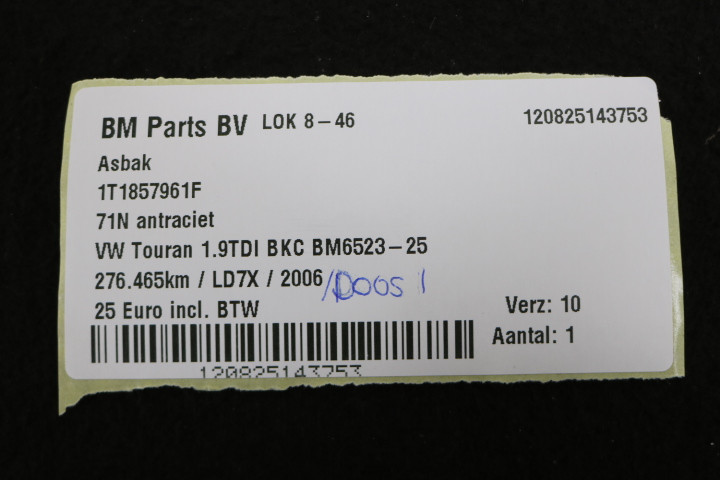 BM Parts BV LOK 8-46 120825143753
Asbak
1T1857961F
71N antraciet
VW Touran 1.9TDI BKC BM6523-25
276.465km / LD7X / 2006 /DOOS 1
25 Euro incl. BTW Verz: 10
Aantal: 1
120825143753